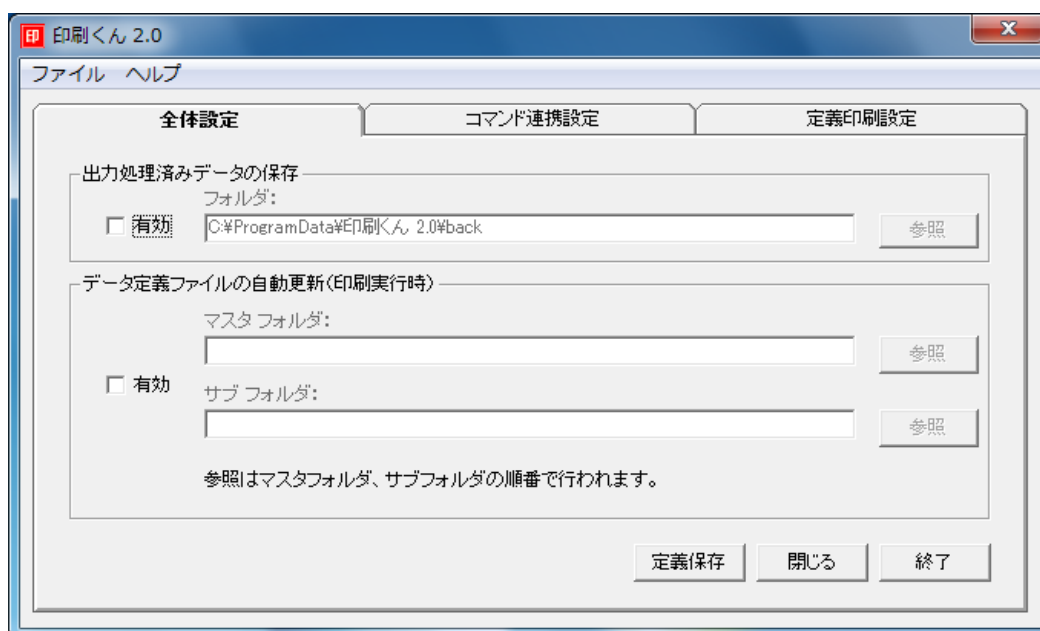 印 印刷くん 2.0
ファイル ヘルプ
全体設定 コマンド連携設定 定義印刷設定
出力処理済みデータの保存
フォルダ:
有効 C:¥ProgramData¥印刷くん 2.0¥back 参照
データ定義ファイルの自動更新(印刷実行時)
マスタ フォルダ:
参照
有効
サブ フォルダ:
参照
参照はマスタフォルダ、サブフォルダの順番で行われます。
定義保存 閉じる 終了